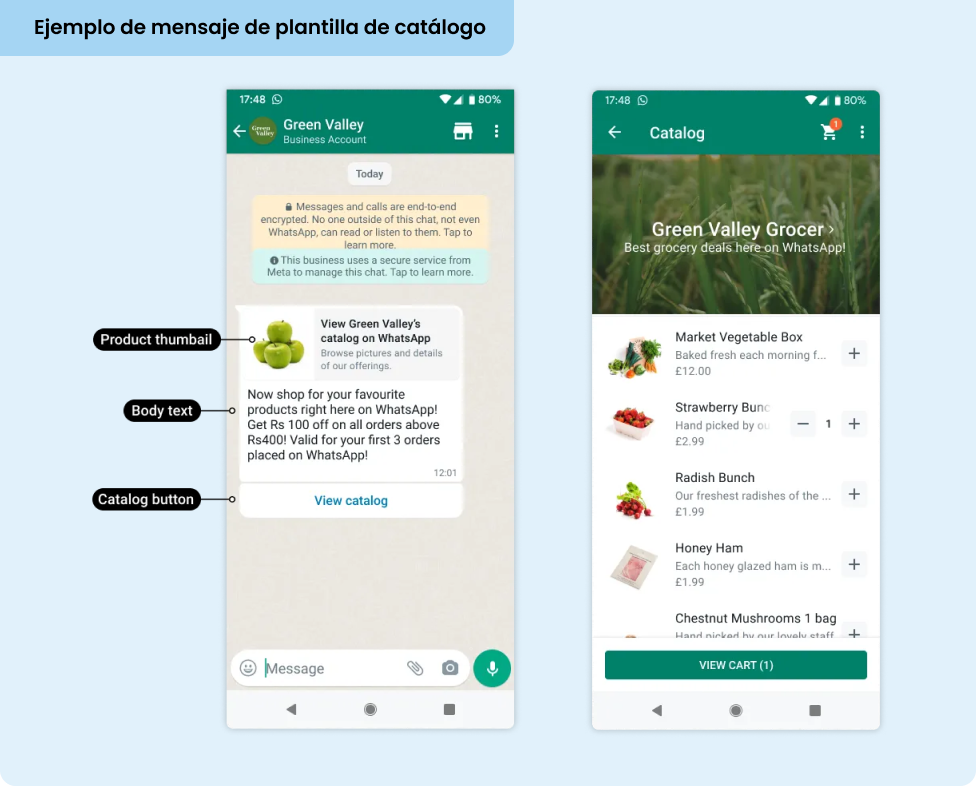 Ejemplo de mensaje de plantilla de catálogo
17:48
80%
Green Valley
Green Valley
Business Account
Today
Messages and calls are end-to-end
encrypted. No one outside of this chat, not even
WhatsApp, can read or listen to them. Tap to
learn more.
This business uses a secure service from
Meta to manage this chat. Tap to learn more.
Product thumbail
View Green Valley's
catalog on WhatsApp
Browse pictures and details
of our offerings.
Body text
Now shop for your favourite
products right here on WhatsApp!
Get Rs 100 off on all orders above
Rs400! Valid for your first 3 orders
placed on WhatsApp!
12:01
Catalog button
View catalog
Message
17:48
80%
Catalog
1
Green Valley Grocer ›
Best grocery deals here on WhatsApp!
Market Vegetable Box
Baked fresh each morning f...
£12.00
+
Strawberry Bunc
Hand picked by ou
£2.99
— 1 +
Radish Bunch
Our freshest radishes of the ...
£1.99
+
Honey Ham
Each honey glazed ham is m...
£1.99
+
Chestnut Mushrooms 1 bag
Hand picked by our lovely staff
+
VIEW CART (1)